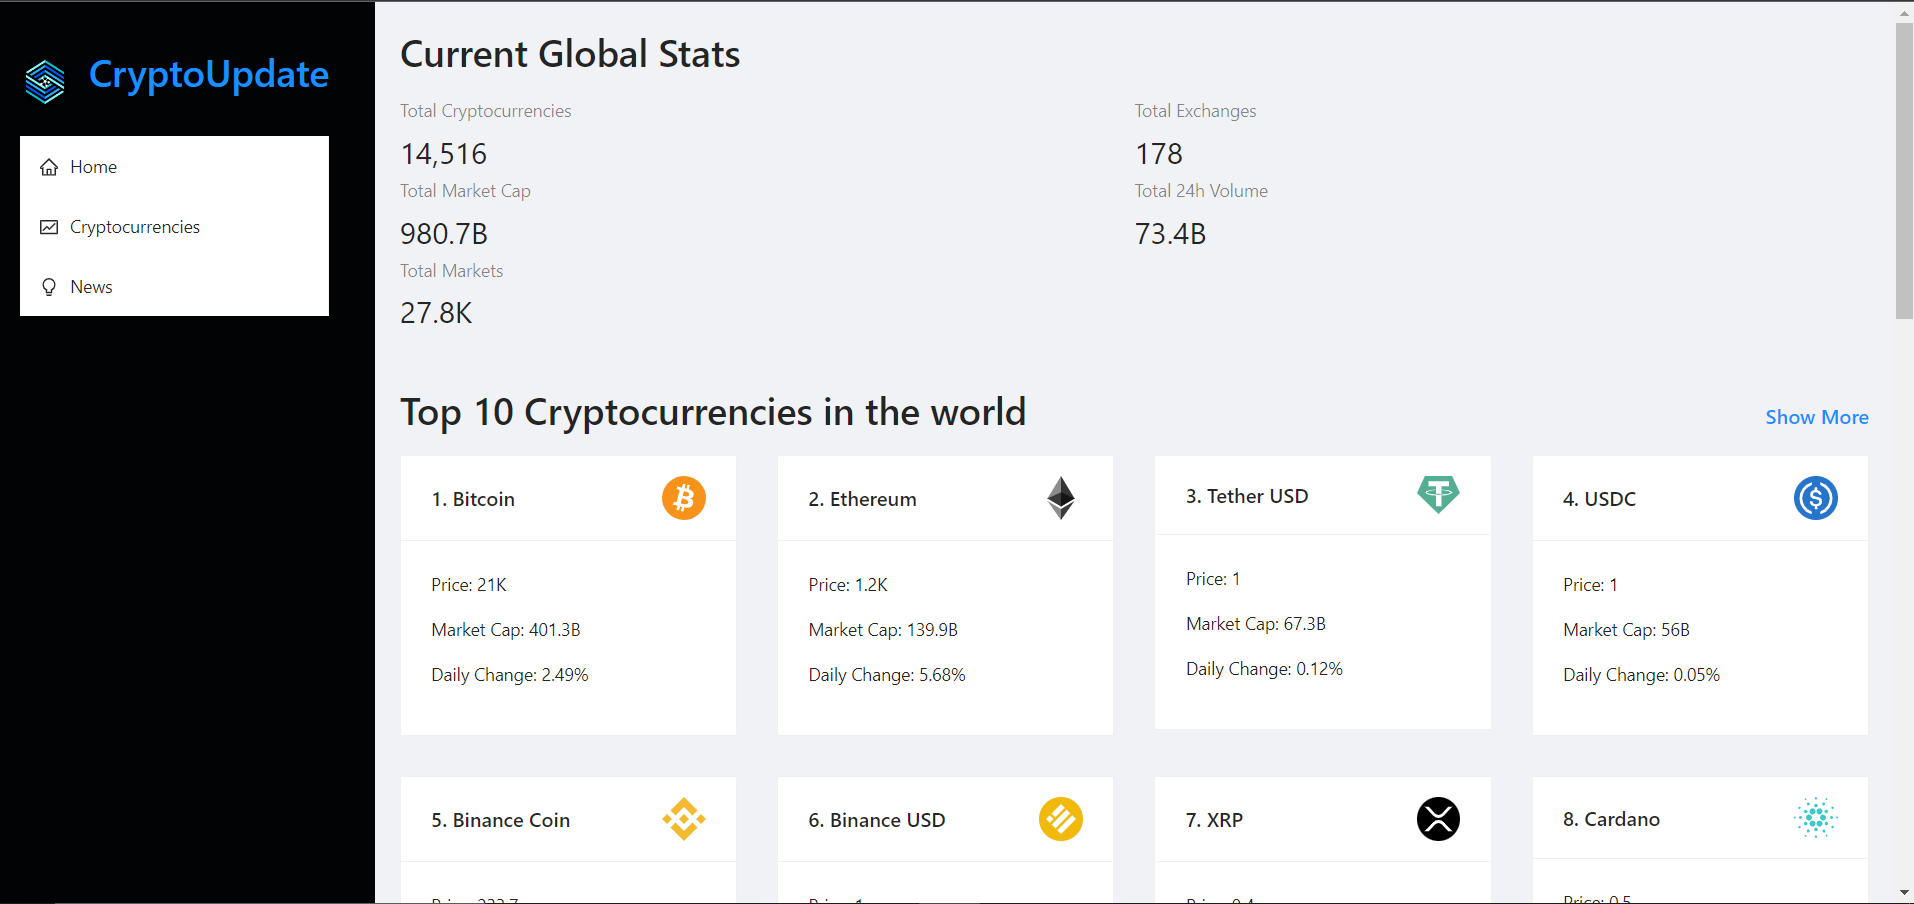 CryptoUpdate
Home
Cryptocurrencies
News
Current Global Stats
Total Cryptocurrencies
14,516
Total Exchanges
178
Total Market Cap
980.7B
Total 24h Volume
73.4B
Total Markets
27.8K
Top 10 Cryptocurrencies in the world
Show More
1. Bitcoin
Price: 21K
Market Cap: 401.3B
Daily Change: 2.49%
2. Ethereum
Price: 1.2K
Market Cap: 139.9B
Daily Change: 5.68%
3. Tether USD
Price: 1
Market Cap: 67.3B
Daily Change: 0.12%
4. USDC
Price: 1
Market Cap: 56B
Daily Change: 0.05%
5. Binance Coin
6. Binance USD
7. XRP
8. Cardano